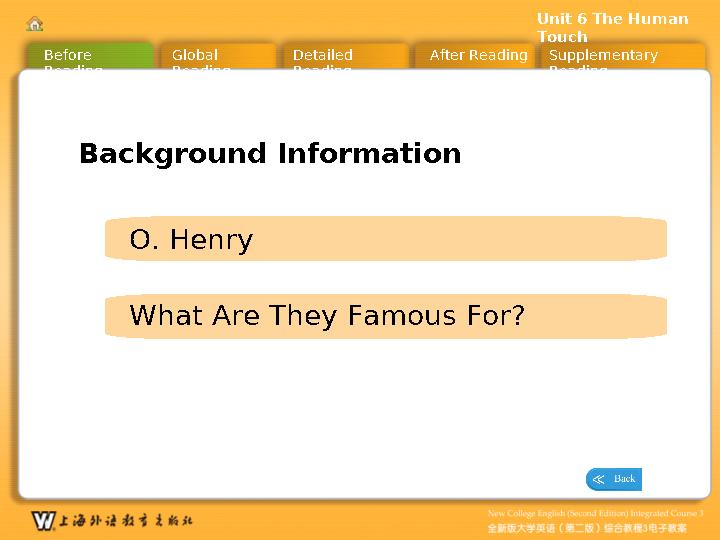 Unit 6 The Human
Touch
Before
Reading
Global
Reading
Detailed
Reading
After Reading
Supplementary
Reading
Background Information
O. Henry
What Are They Famous For?
Back
W上海外语教育出版社
New College English (Second Edition) Integrated Course 3
全新版大学英语（第二版）综合教程3电子教案